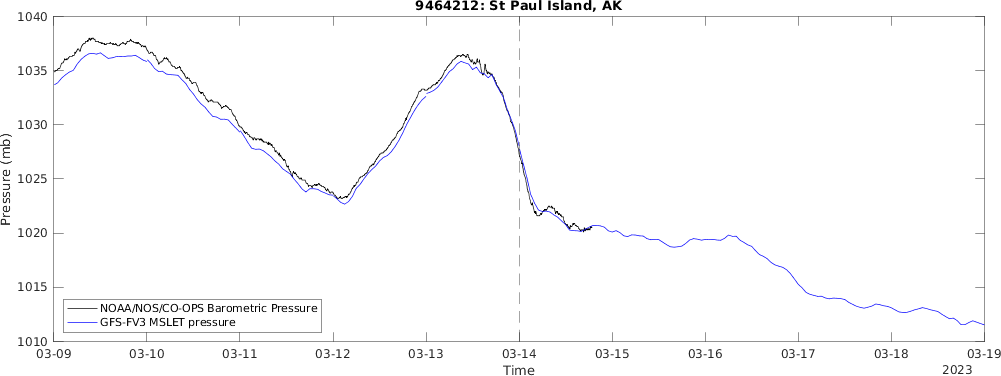 9464212: St Paul Island, AK
Pressure (mb)
1040
1035
1030
1025
1020
1015
1010
NOAA/NOS/CO-OPS Barometric Pressure
GFS-FV3 MSLET pressure
03-09 03-10 03-11 03-12 03-13 03-14 03-15 03-16 03-17 03-18 03-19
Time
2023